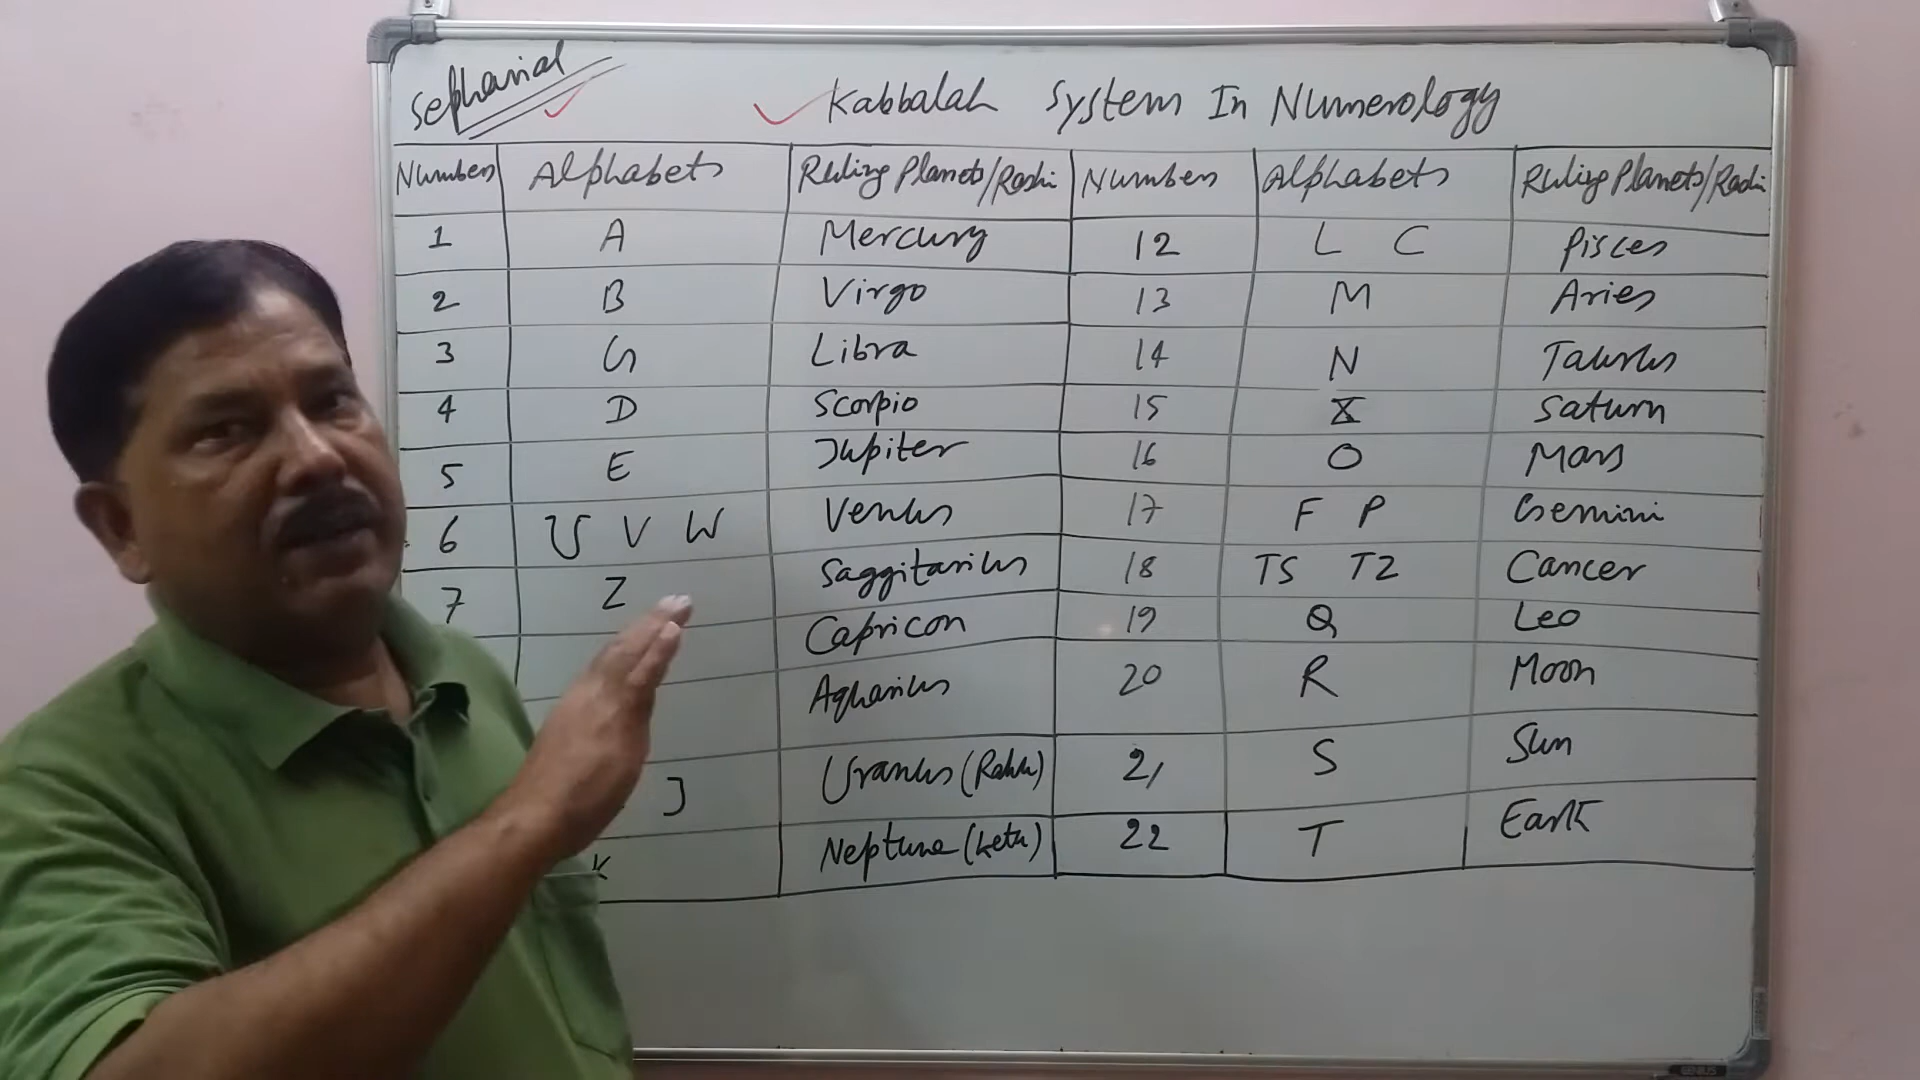 Sepharial
Kabbalah System In Numerology
Numbers Alphabets Ruling Planets/Rashi Numbers Alphabets Ruling Planets/Rashi
1 A Mercury 12 L C Pisces
2 B Virgo 13 M Aries
3 G Libra 14 N Taurus
4 D Scorpio 15 X Saturn
5 E Jupiter 16 O Mars
6 U V W Venus 17 F P Gemini
7 Z Saggitarius 18 TS TZ Cancer
Capricon 19 Q Leo
Aquarius 20 R Moon
J Uranus (Rahu) 21 S Sun
K Neptune (Ketu) 22 T Earth